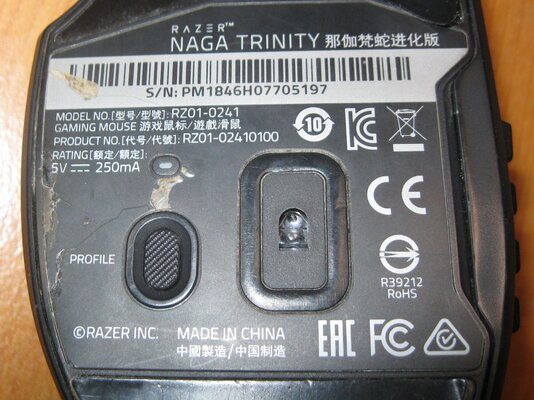 RAZER™
NAGA TRINITY 那伽梵蛇进化版
S/N: PM1846H07705197
MODEL NO.[型号/型號]: RZ01-0241
GAMING MOUSE 游戏鼠标/遊戲滑鼠
PRODUCT NO.[代号/代號]: RZ01-02410100
RATING[額定/额定]:
5V ⎓ 250mA
10
KC
CE
PROFILE
R39212
RoHS
©RAZER INC. MADE IN CHINA
中國製造/中国制造
EAC FC